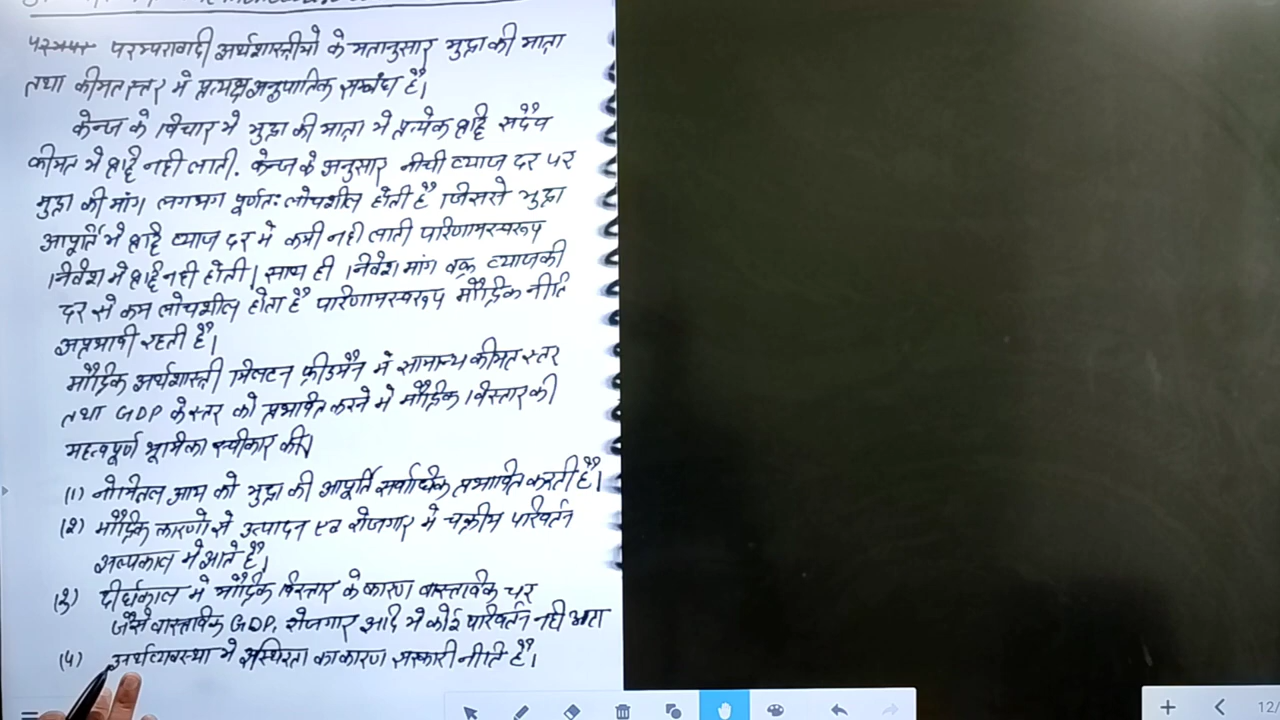 परम्परावादी अर्थशास्त्रीयो के मतानुसार मुद्रा की मात्रा
तथा कीमत स्तर मे प्रत्यक्ष अनुपातिक सम्बंध है।
केन्ज के विचार मे मुद्रा की मात्रा मे प्रत्येक वृद्धि सदैव
कीमत मे वृद्धि नही लाती. केन्ज के अनुसार नीची ब्याज दर पर
मुद्रा की मांग लगभग पूर्णतः लोचशील होती है जिससे मुद्रा
आपूर्ति मे वृद्धि ब्याज दर मे कमी नही लाती परिणामस्वरूप
निवेश मे वृद्धि नही होती। साथ ही निवेश मांग वक्र ब्याज की
दर से कम लोचशील होता है परिणामस्वरूप मौद्रिक नीति
अप्रभावी रहती है।
मौद्रिक अर्थशास्त्री मिल्टन फ्रीडमैन ने सामान्य कीमत स्तर
तथा GDP के स्तर को प्रभावित करने मे मौद्रिक विस्तार की
महत्वपूर्ण भूमिका स्वीकार की।
(1) नोमिनल आय को मुद्रा की आपूर्ति सर्वाधिक प्रभावित करती है।
(2) मौद्रिक कारणो से उत्पादन एव रोजगार मे चक्रीय परिवर्तन
अल्पकाल मे आते है।
(3) दीर्घकाल मे मौद्रिक विस्तार के कारण वास्तविक चर
जैसे वास्तविक GDP, रोजगार आदि मे कोई परिवर्तन नही आता
(4) अर्थव्यवस्था मे अस्थिरता का कारण सरकारी नीति है।
12/